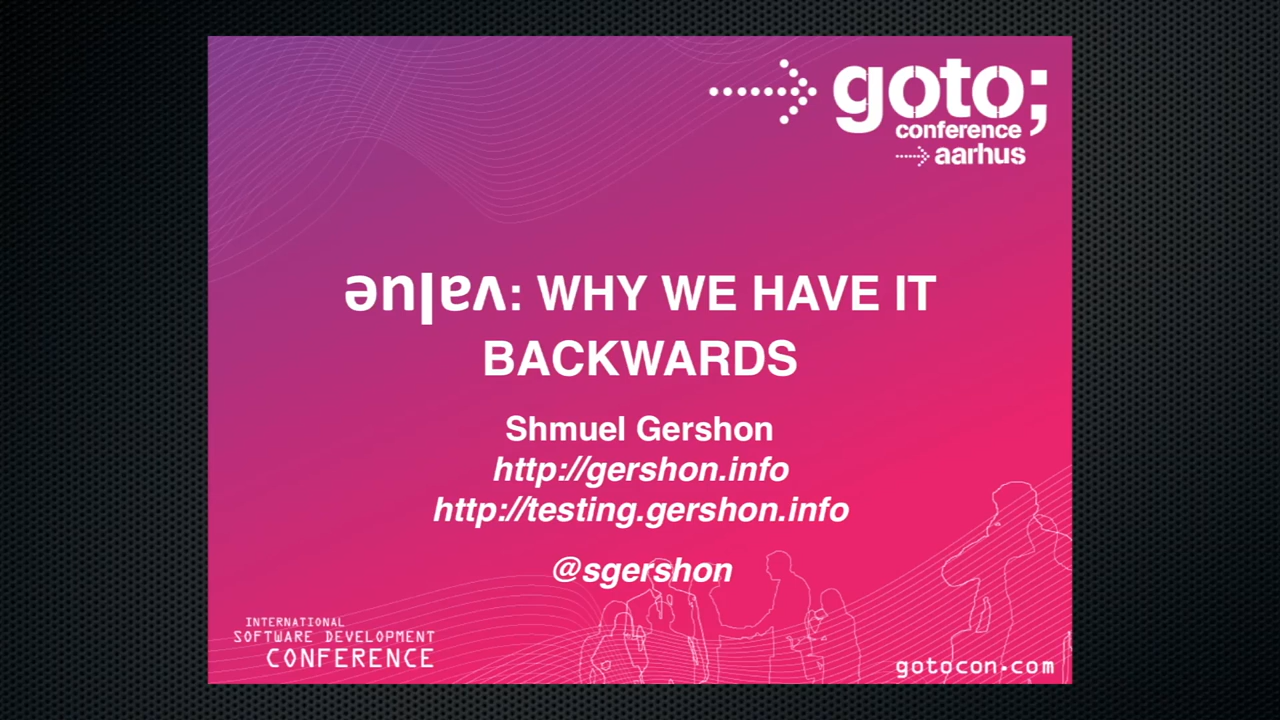 goto;
conference
aarhus
ǝnןɐʌ: WHY WE HAVE IT
BACKWARDS
Shmuel Gershon
http://gershon.info
http://testing.gershon.info
@sgershon
INTERNATIONAL
SOFTWARE DEVELOPMENT
CONFERENCE
gotocon.com